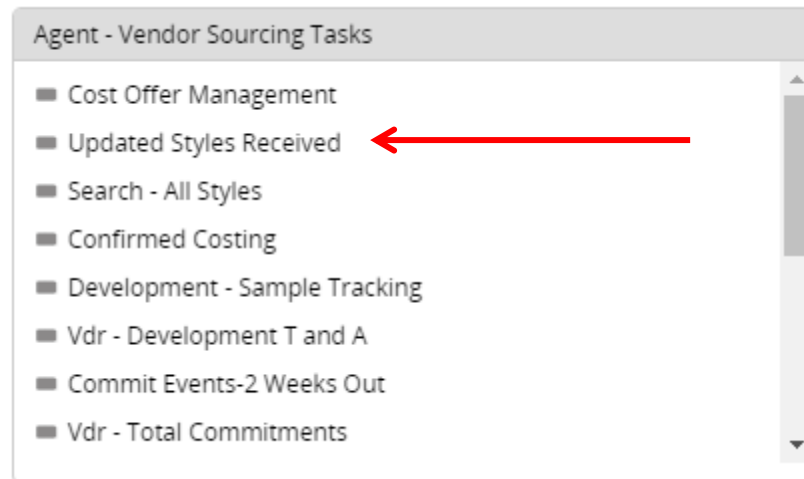 Agent - Vendor Sourcing Tasks
Cost Offer Management
Updated Styles Received
Search - All Styles
Confirmed Costing
Development - Sample Tracking
Vdr - Development T and A
Commit Events-2 Weeks Out
Vdr - Total Commitments